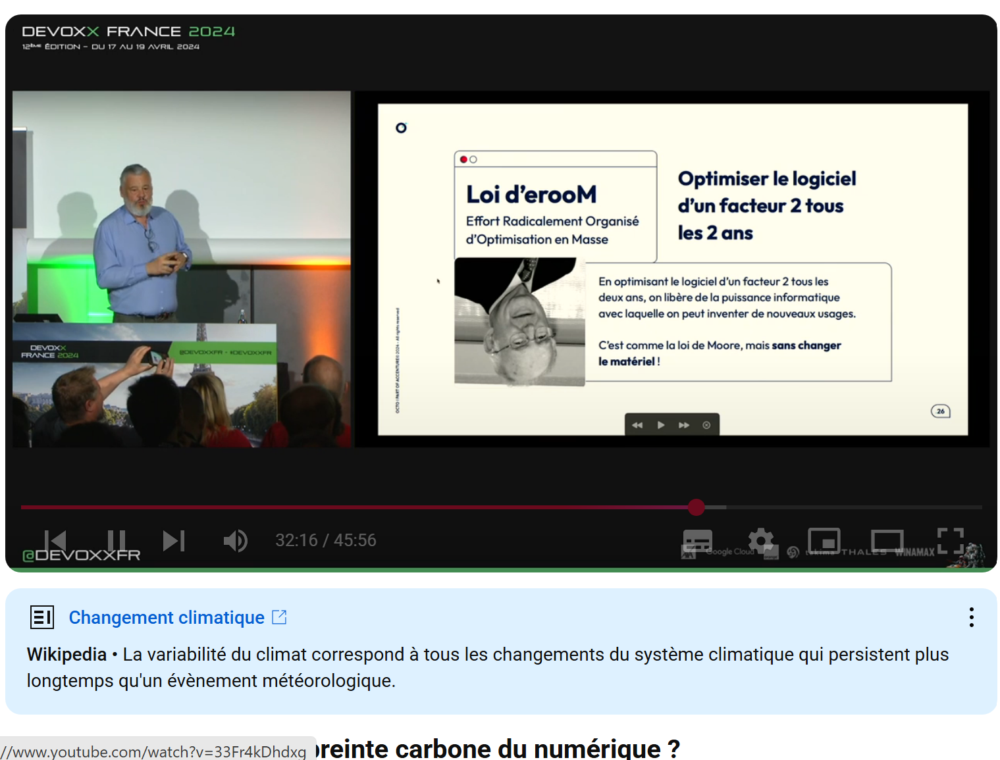 DEVOXX FRANCE 2024
12ÈME ÉDITION - DU 17 AU 19 AVRIL 2024
DEVOXX
FRANCE 2024
@DEVOXXFR - #DEVOXXFR
Loi d'erooM
Effort Radicalement Organisé
d'Optimisation en Masse
Optimiser le logiciel
d'un facteur 2 tous
les 2 ans
En optimisant le logiciel d'un facteur 2 tous les
deux ans, on libère de la puissance informatique
avec laquelle on peut inventer de nouveaux usages.
C'est comme la loi de Moore, mais sans changer
le matériel !
OCTO | PART OF ACCENTURE © 2024 - All rights reserved
26
32:16 / 45:56
@DEVOXXFR
Google Cloud
takima
THALES
WINAMAX
Changement climatique
Wikipedia • La variabilité du climat correspond à tous les changements du système climatique qui persistent plus
longtemps qu'un évènement météorologique.
preinte carbone du numérique ?
//www.youtube.com/watch?v=33Fr4kDhdxg